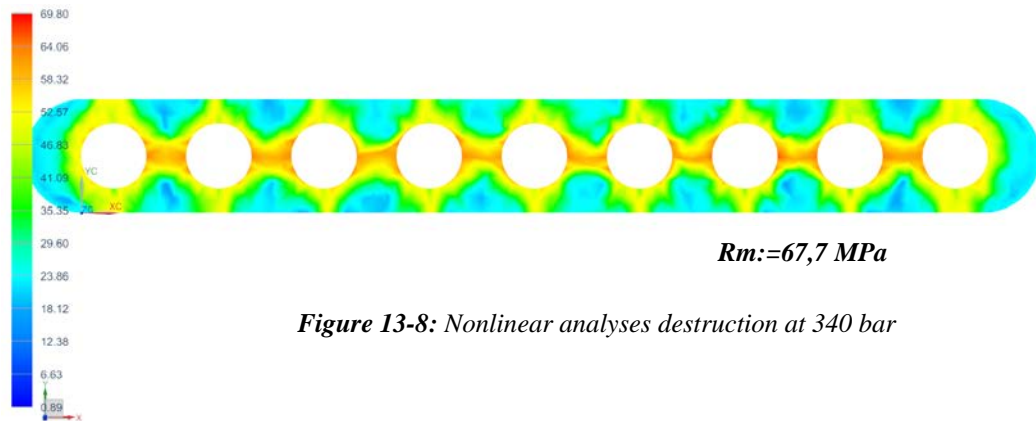 69.80
64.06
58.32
52.57
46.83
41.09
35.35
29.60
23.86
18.12
12.38
6.63
0.89
YC
XC
Y
X
Rm:=67,7 MPa
Figure 13-8: Nonlinear analyses destruction at 340 bar